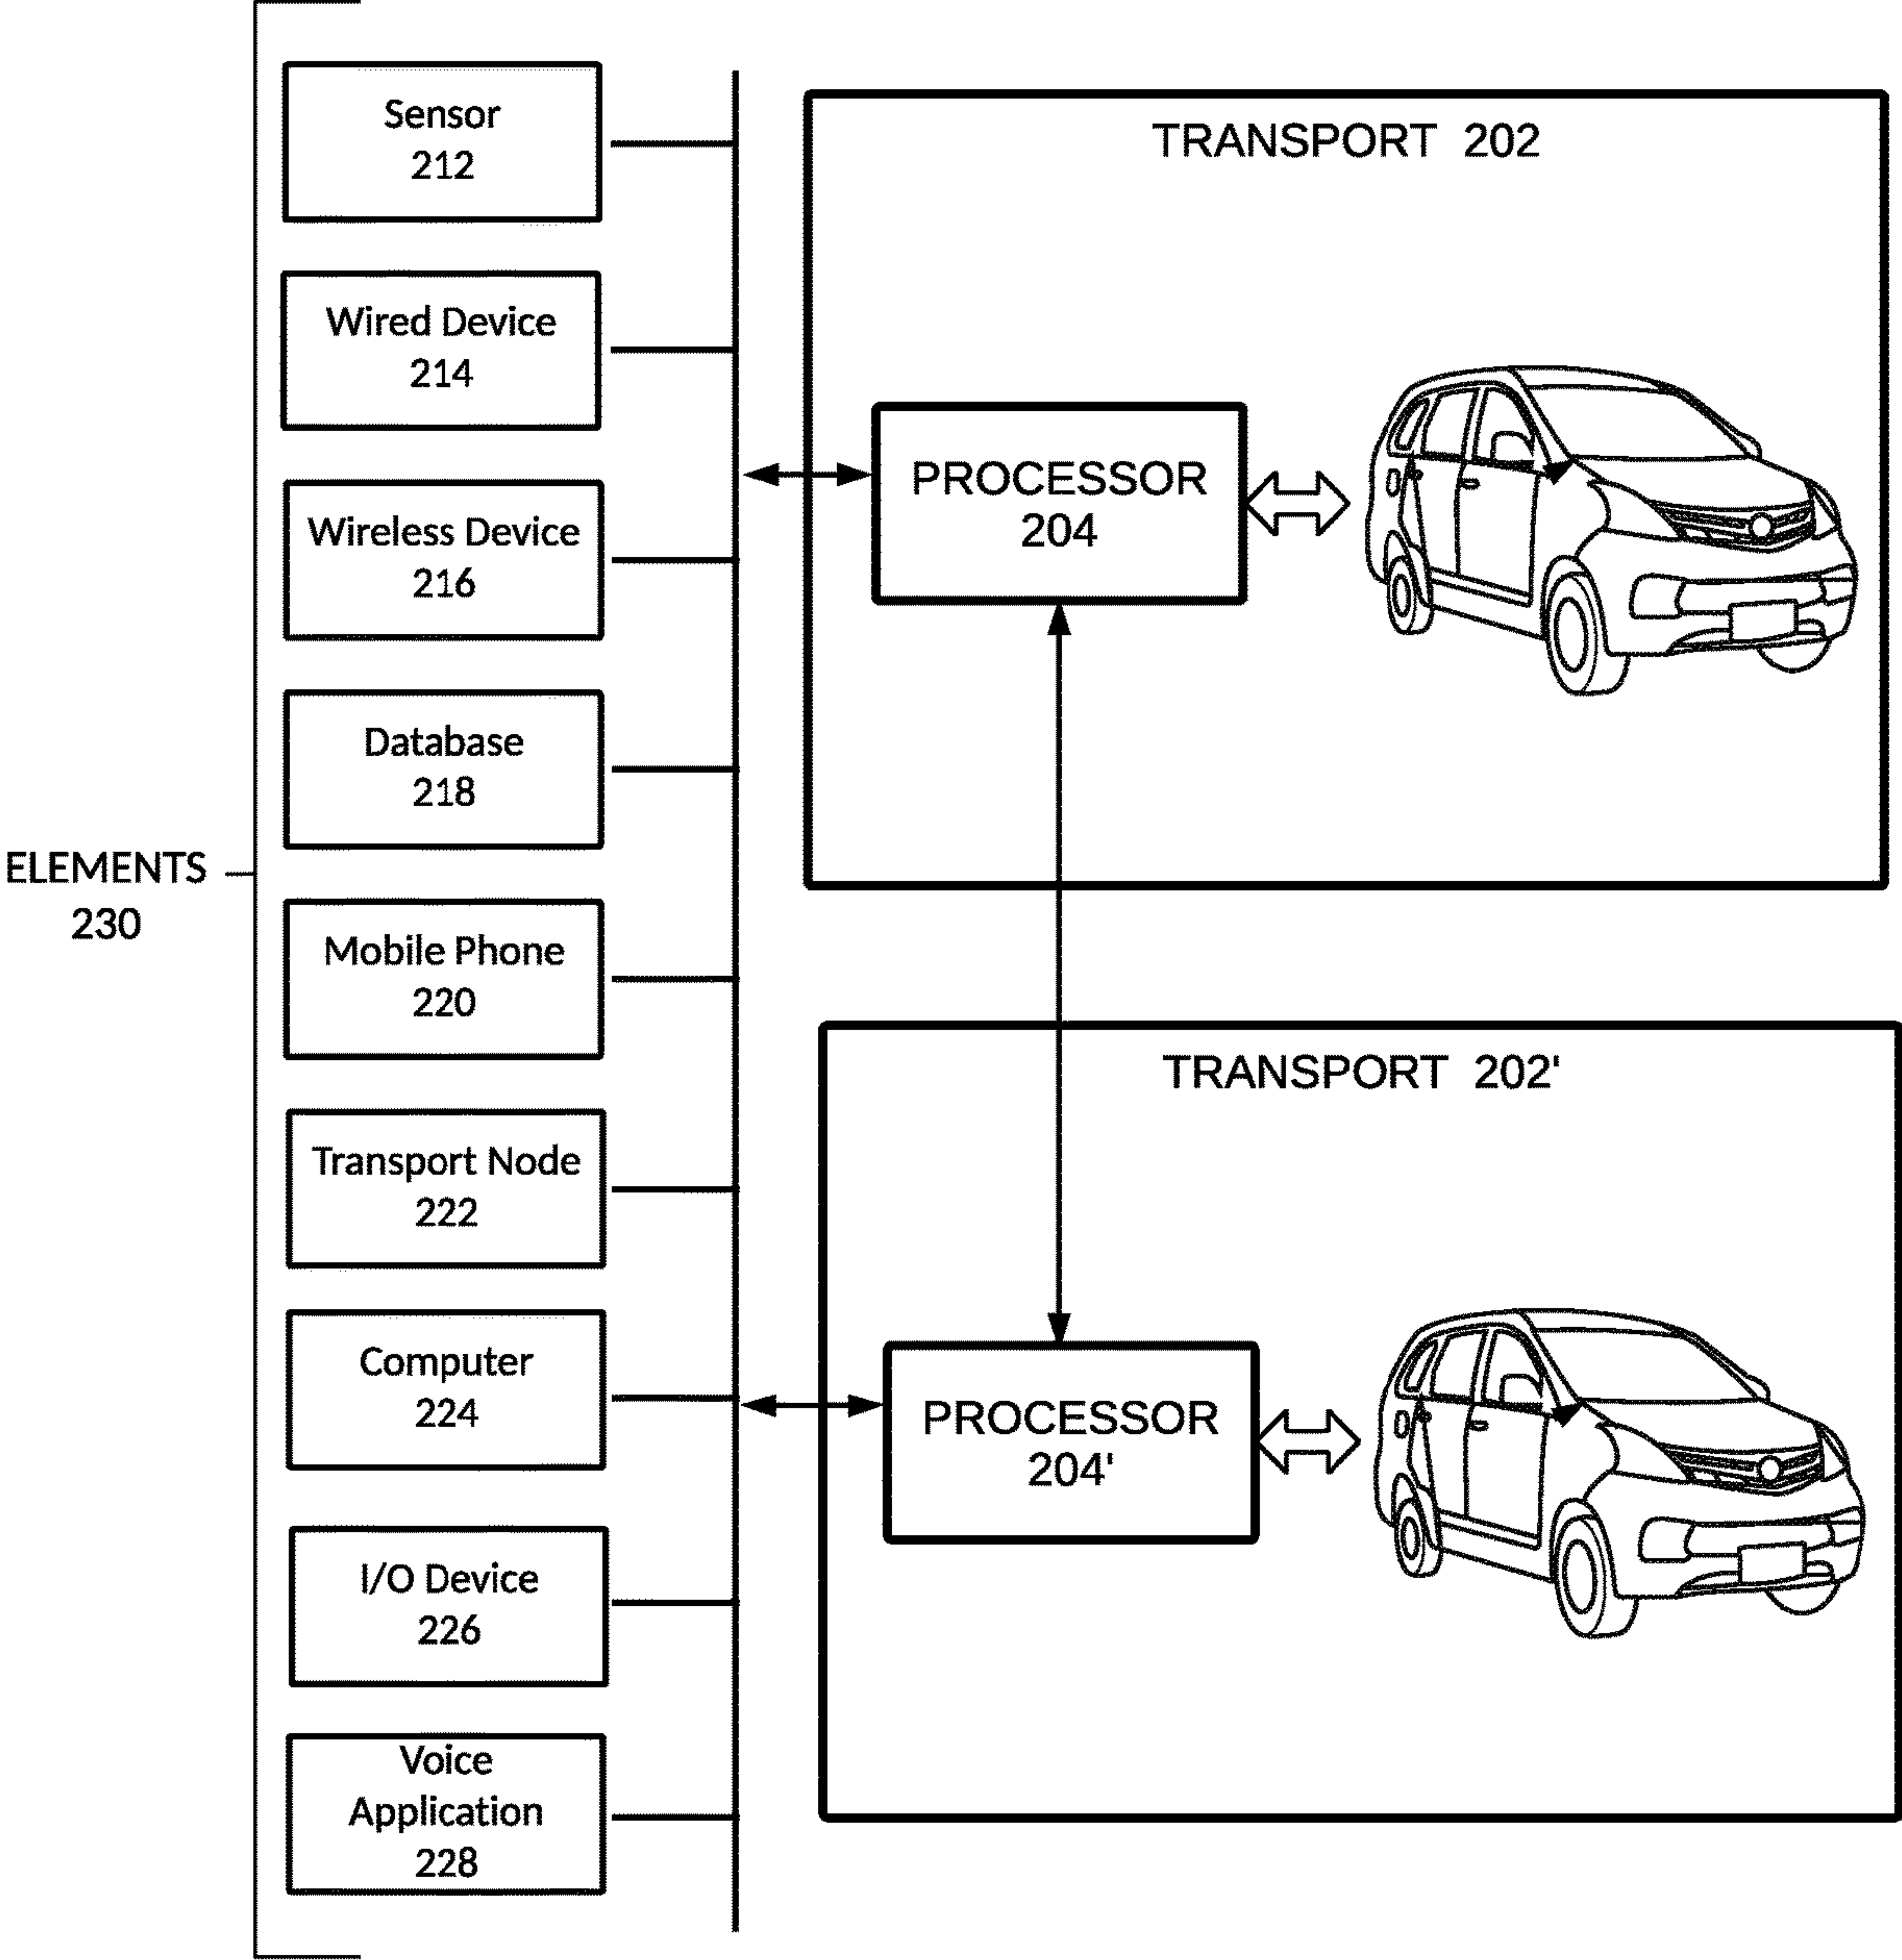 ELEMENTS
230
Sensor
212
Wired Device
214
Wireless Device
216
Database
218
Mobile Phone
220
Transport Node
222
Computer
224
I/O Device
226
Voice
Application
228
TRANSPORT 202
PROCESSOR
204
TRANSPORT 202'
PROCESSOR
204'